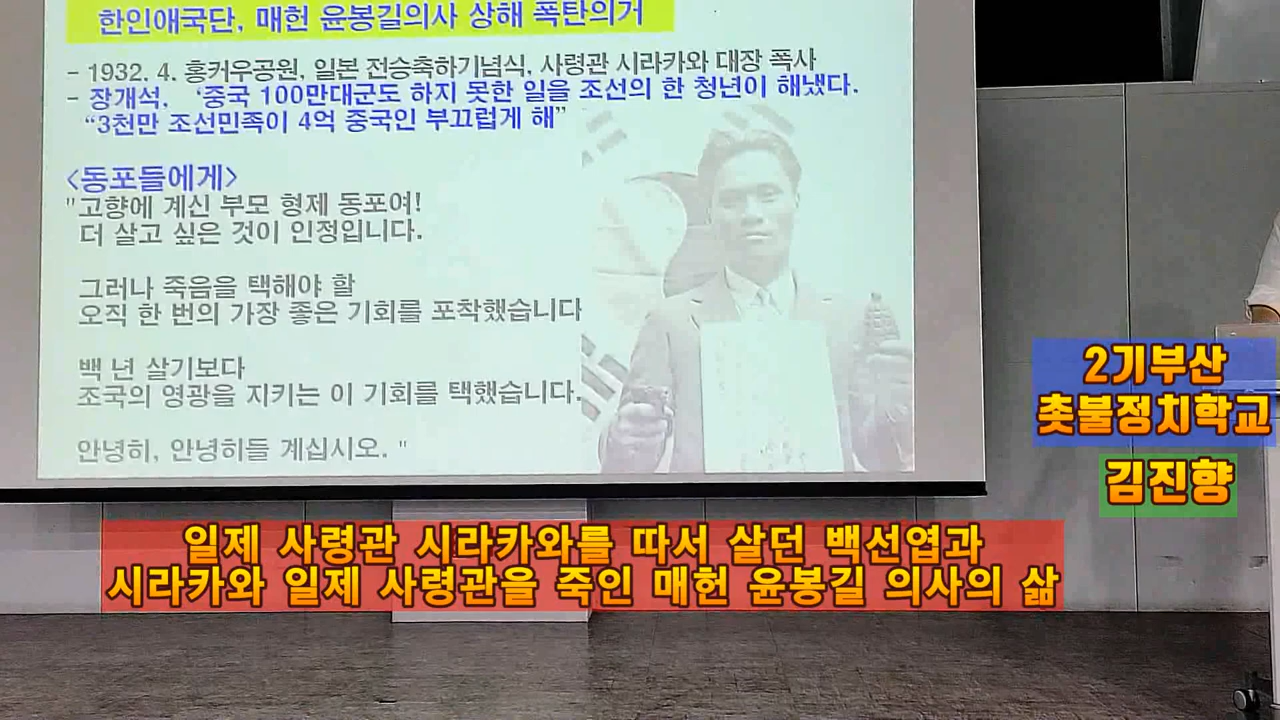 한인애국단, 매헌 윤봉길의사 상해 폭탄의거
- 1932. 4. 홍커우공원, 일본 전승축하기념식, 사령관 시라카와 대장 폭사
- 장개석. ‘중국 100만대군도 하지 못한 일을 조선의 한 청년이 해냈다.
“3천만 조선민족이 4억 중국인 부끄럽게 해”
<동포들에게>
"고향에 계신 부모 형제 동포여!
더 살고 싶은 것이 인정입니다.
그러나 죽음을 택해야 할
오직 한 번의 가장 좋은 기회를 포착했습니다
백 년 살기보다
조국의 영광을 지키는 이 기회를 택했습니다.
안녕히, 안녕히들 계십시오. "
2기부산
촛불정치학교
김진향
일제 사령관 시라카와를 따서 살던 백선엽과
시라카와 일제 사령관을 죽인 매헌 윤봉길 의사의 삶